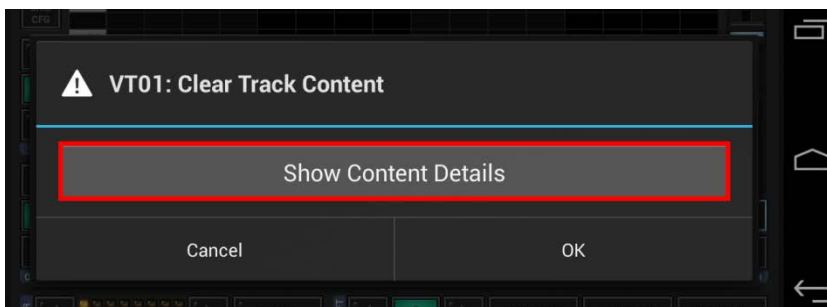 CFG
VT01: Clear Track Content
Show Content Details
Cancel
OK